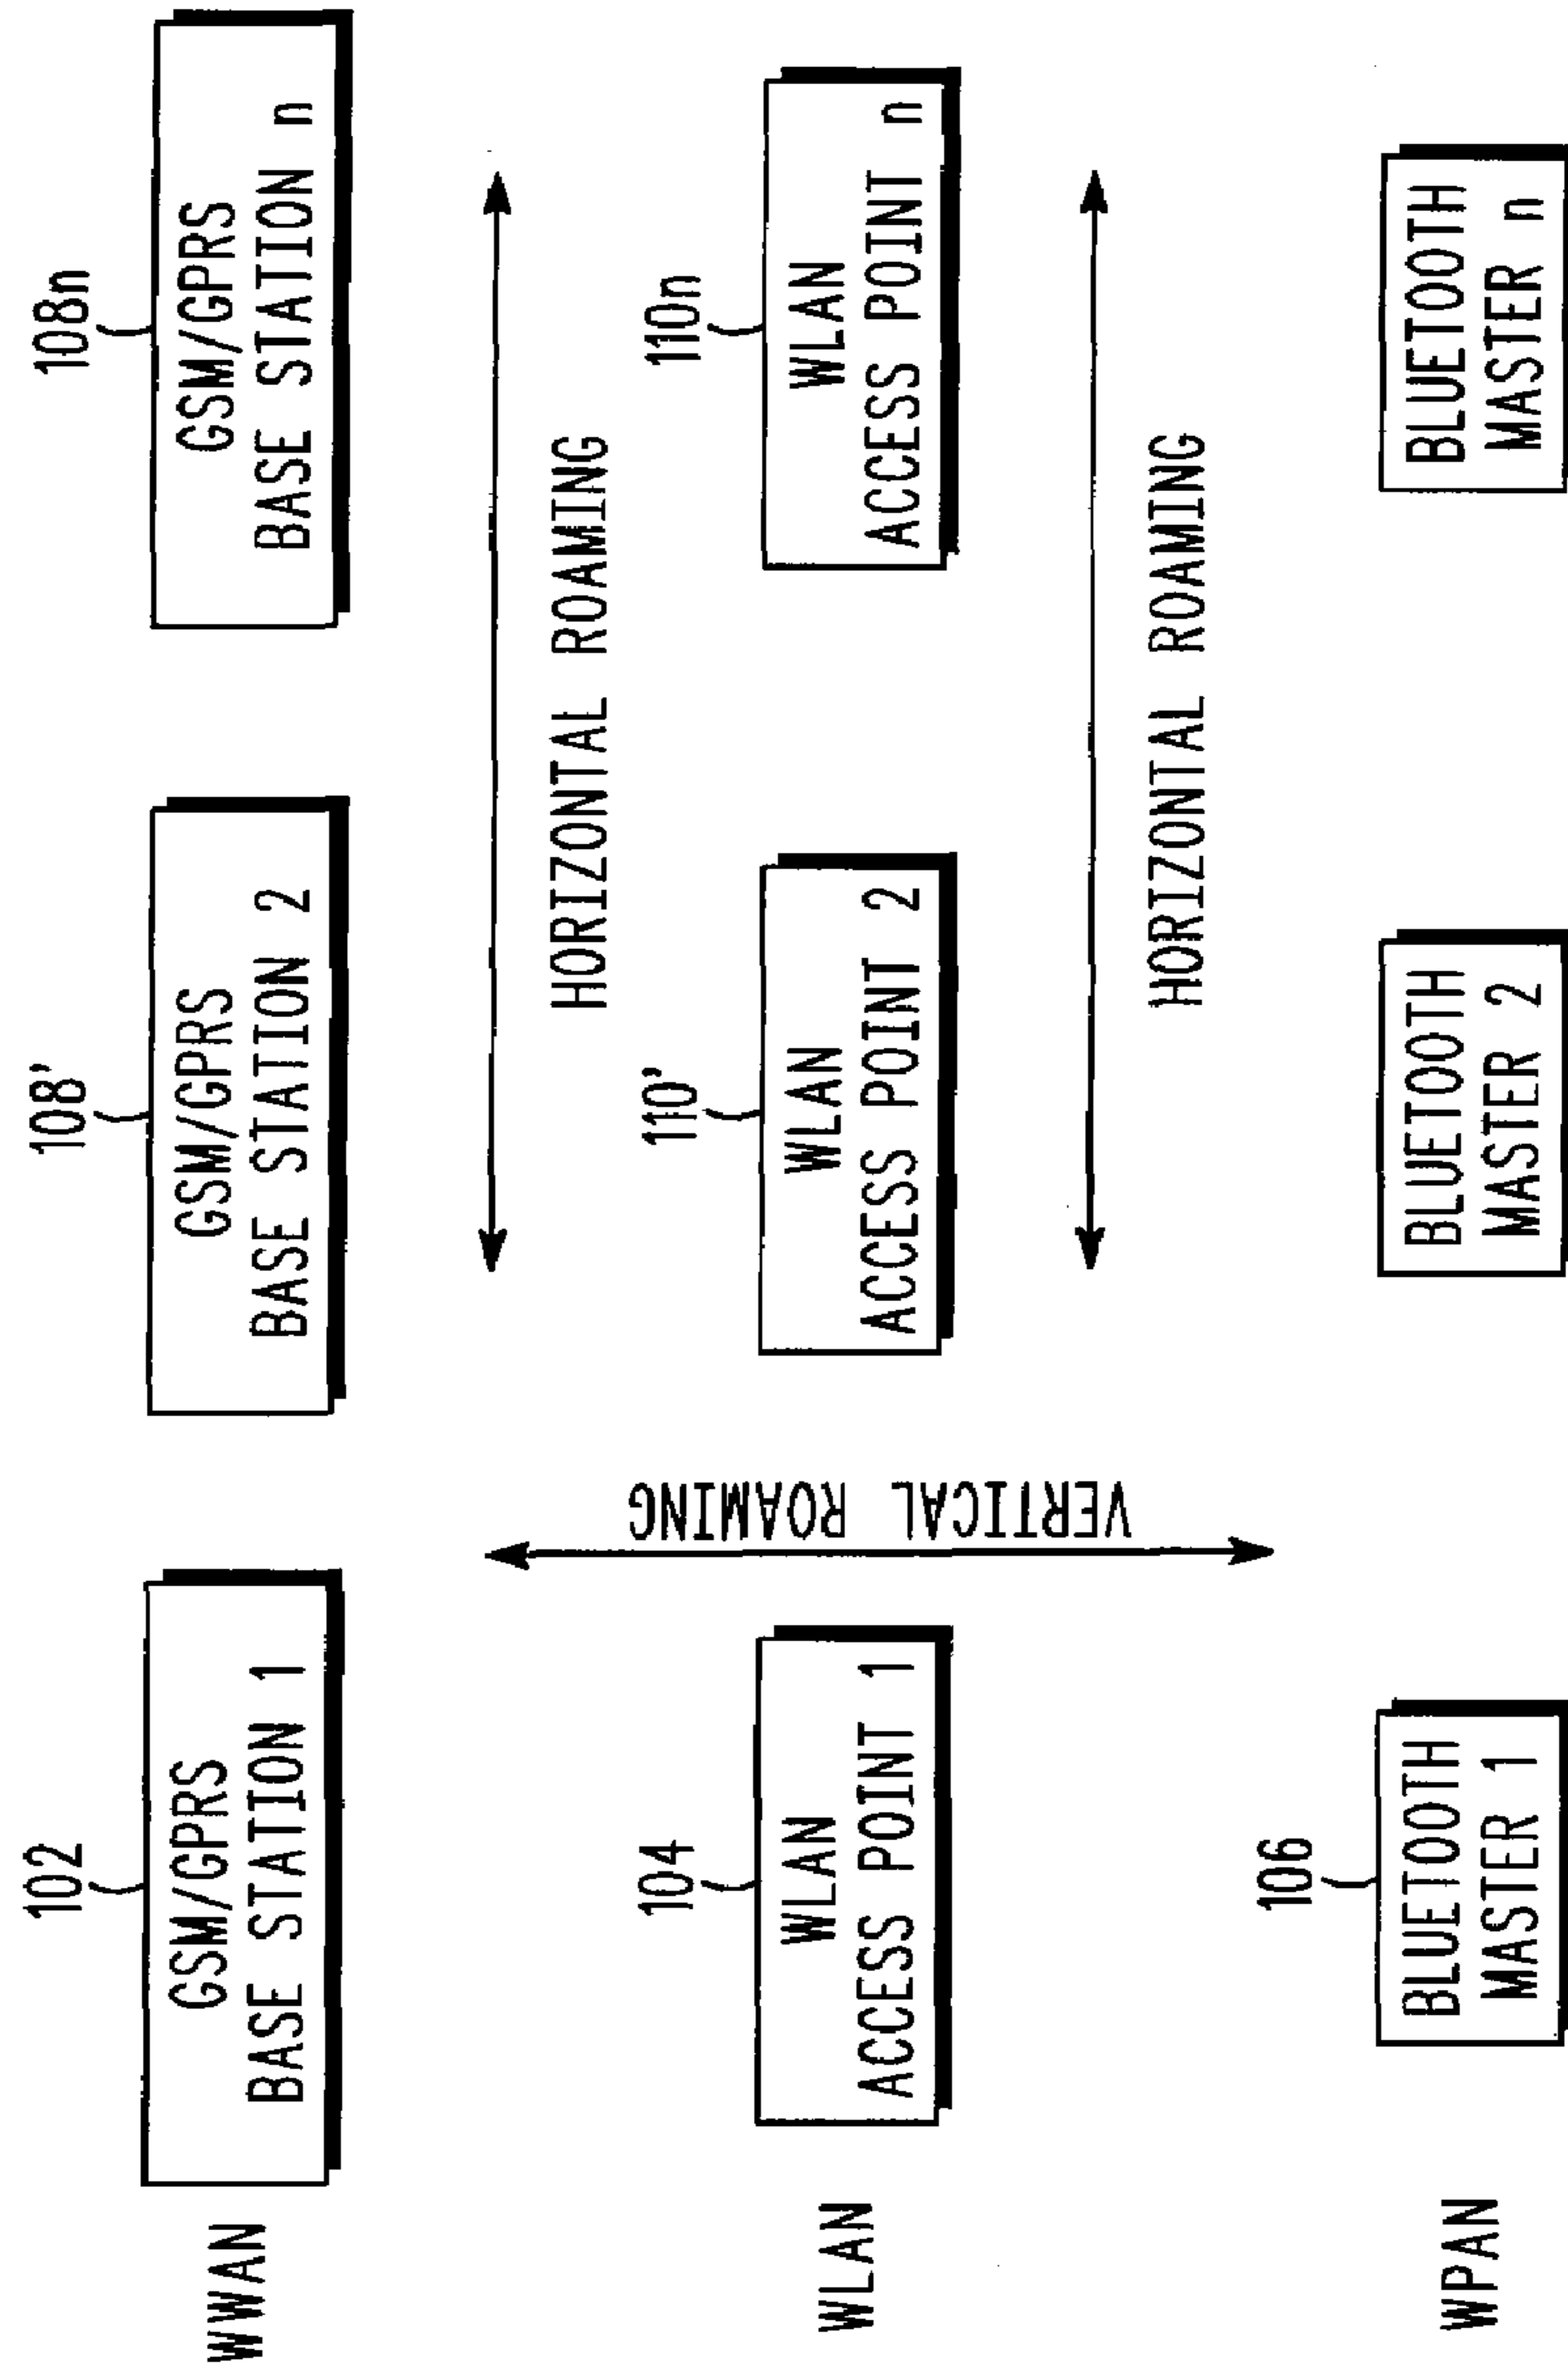 102
108'
108n
WWAN
GSM/GPRS
BASE STATION 1
GSM/GPRS
BASE STATION 2
GSM/GPRS
BASE STATION n
HORIZONTAL ROAMING
VERTICAL ROAMING
104
110'
110n
WLAN
WLAN
ACCESS POINT 1
WLAN
ACCESS POINT 2
WLAN
ACCESS POINT n
HORIZONTAL ROAMING
106
WPAN
BLUETOOTH
MASTER 1
BLUETOOTH
MASTER 2
BLUETOOTH
MASTER n